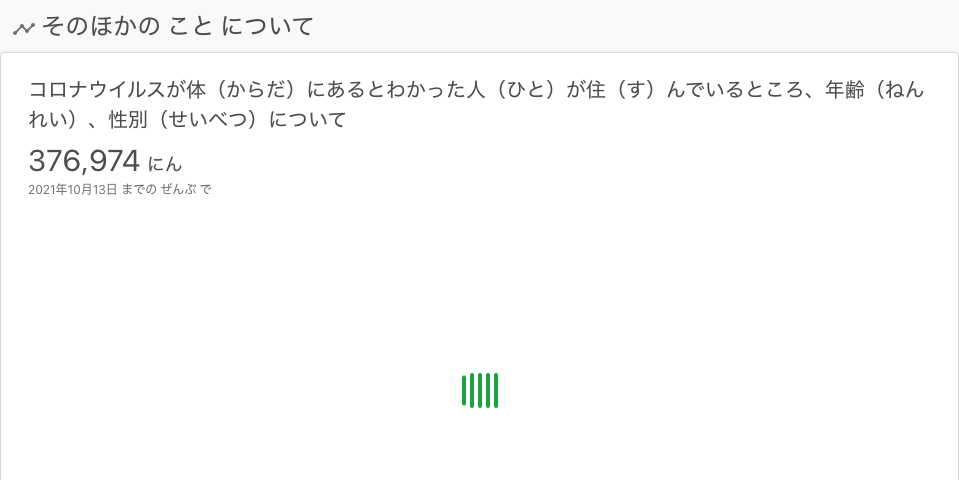 そのほかの こと について
コロナウイルスが体（からだ）にあるとわかった人（ひと）が住（す）んでいるところ、年齢（ねん
れい）、性別（せいべつ）について
376,974 にん
2021年10月13日 までの ぜんぶ で